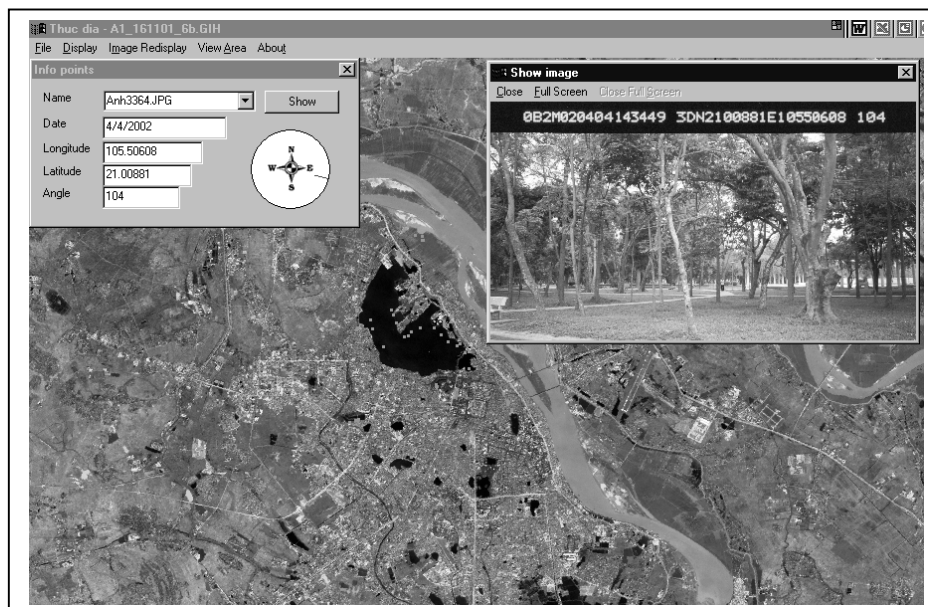 Thuc dia - A1_161101_6b.GIH
File Display Image Redisplay View Area About
Info points
Name Anh3364.JPG Show
Date 4/4/2002
Longitude 105.50608
Latitude 21.00881
Angle 104
N
W E
S
Show image
Close Full Screen Close Full Screen
0B2M020404143449 3DN2100881E10550608 104